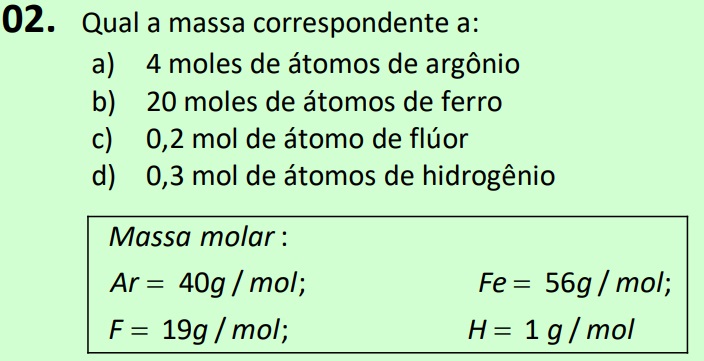 02. Qual a massa correspondente a:
a) 4 moles de átomos de argônio
b) 20 moles de átomos de ferro
c) 0,2 mol de átomo de flúor
d) 0,3 mol de átomos de hidrogênio
Massa molar :
Ar = 40g / mol; Fe = 56g / mol;
F = 19g / mol; H = 1 g / mol